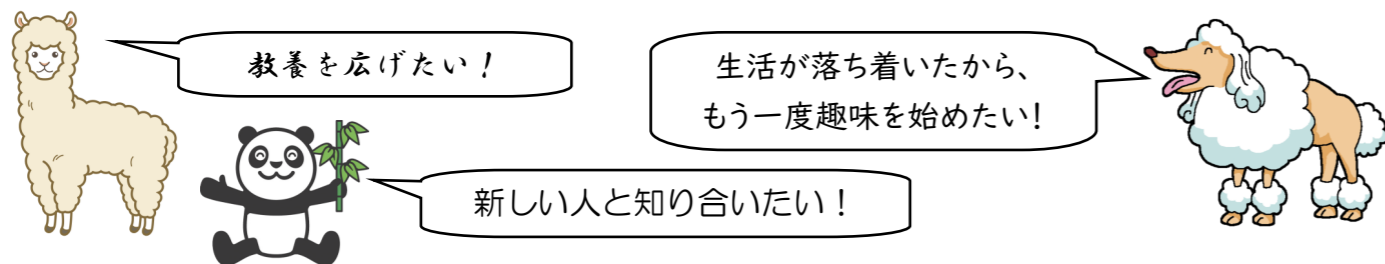 教養を広げたい！
生活が落ち着いたから、
もう一度趣味を始めたい！
新しい人と知り合いたい！